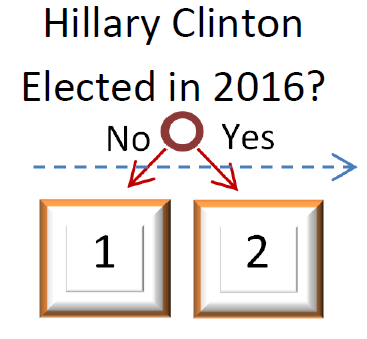 Hillary Clinton
Elected in 2016?
No Yes
1 2